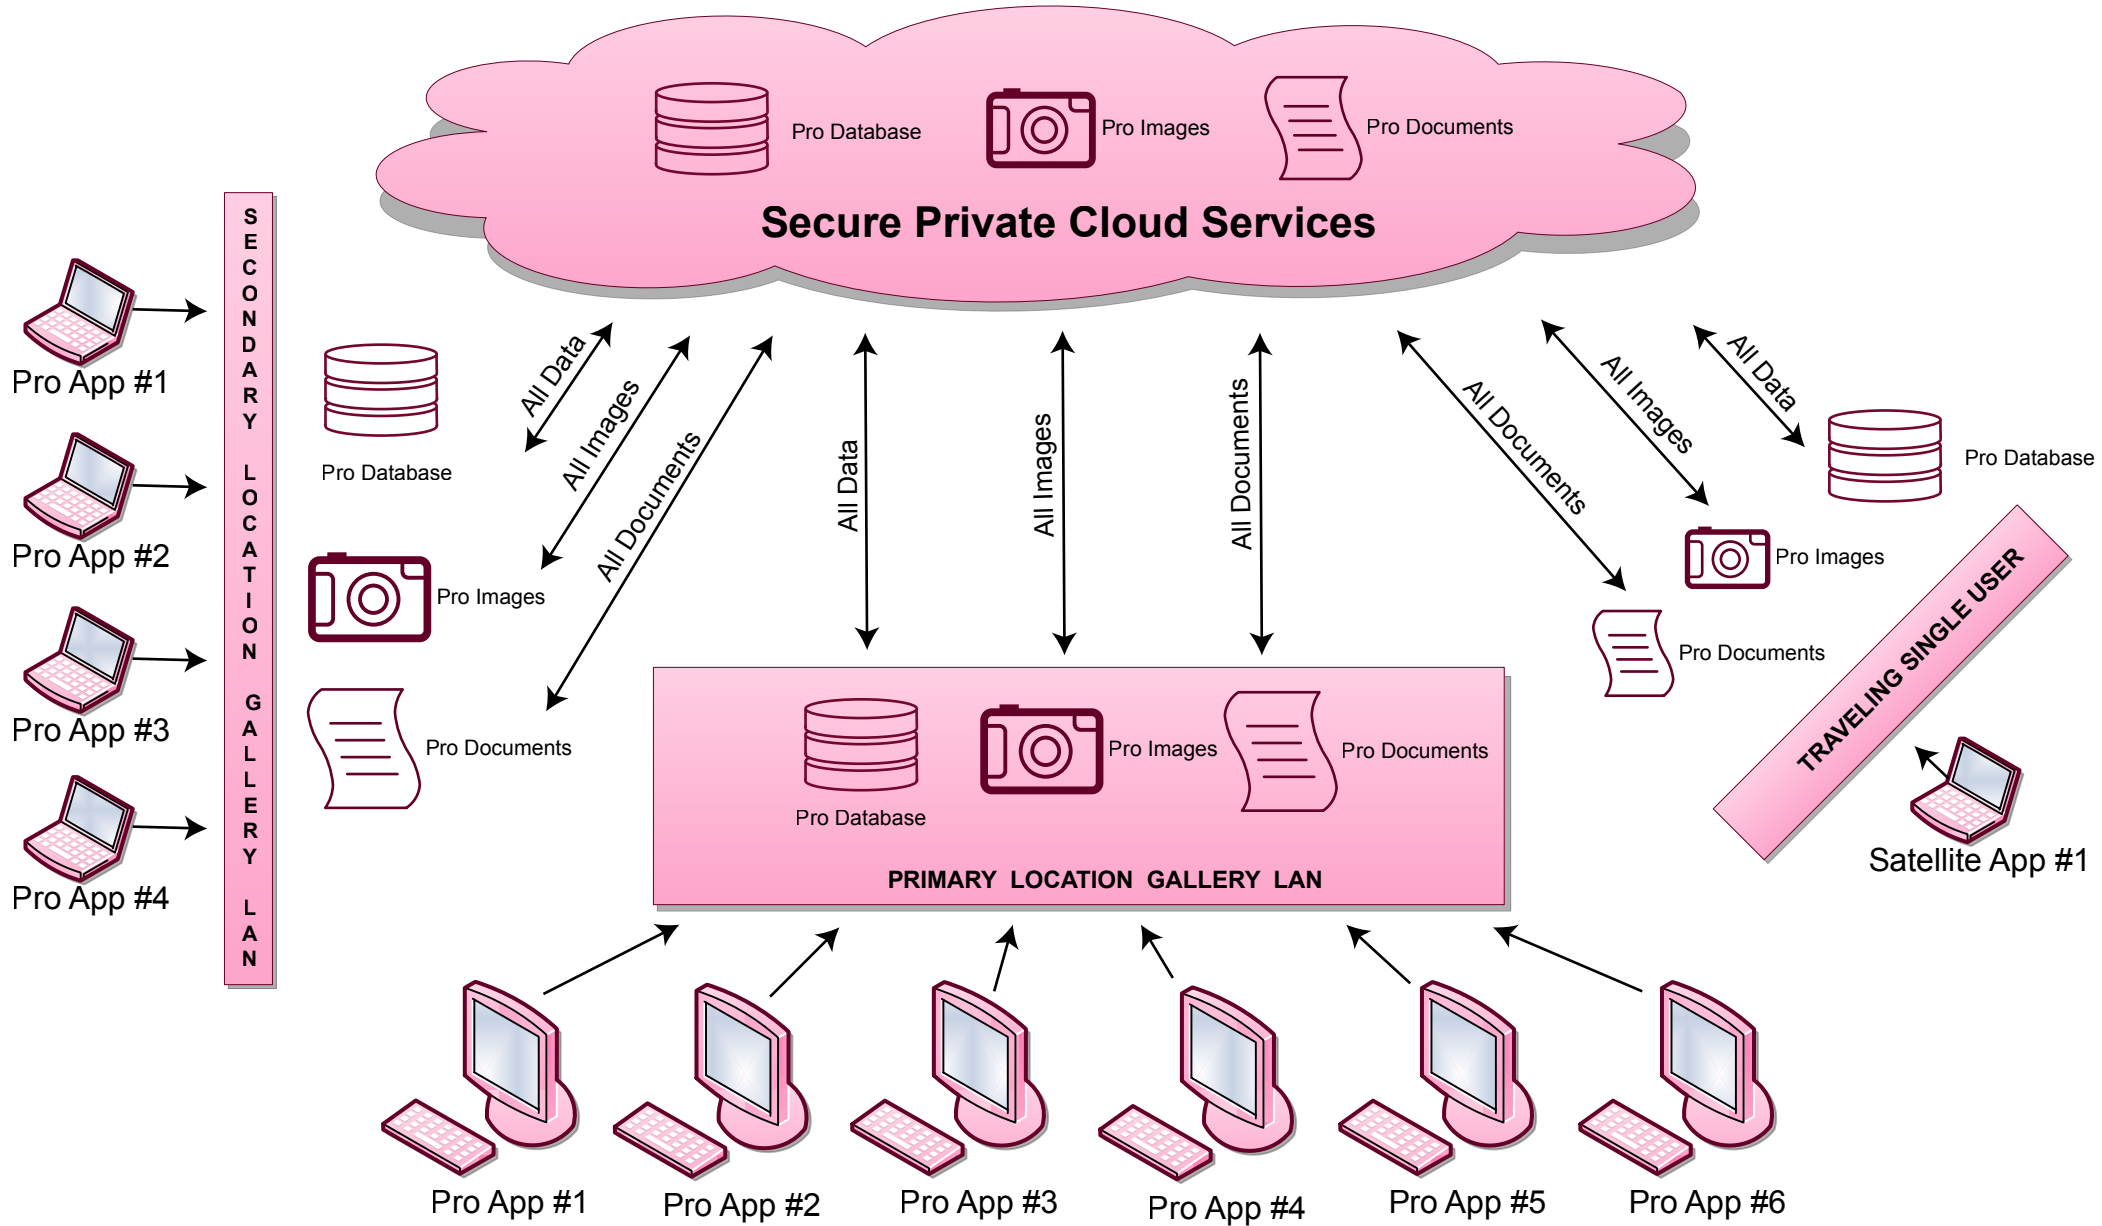 Pro Database
Pro Images
Pro Documents
Secure Private Cloud Services
SECONDARY LOCATION GALLERY LAN
Pro App #1
Pro App #2
Pro App #3
Pro App #4
Pro Database
Pro Images
Pro Documents
All Data
All Images
All Documents
All Data
All Images
All Documents
All Documents
All Images
All Data
Pro Database
Pro Images
Pro Documents
TRAVELING SINGLE USER
Satellite App #1
Pro Database
Pro Images
Pro Documents
PRIMARY LOCATION GALLERY LAN
Pro App #1
Pro App #2
Pro App #3
Pro App #4
Pro App #5
Pro App #6